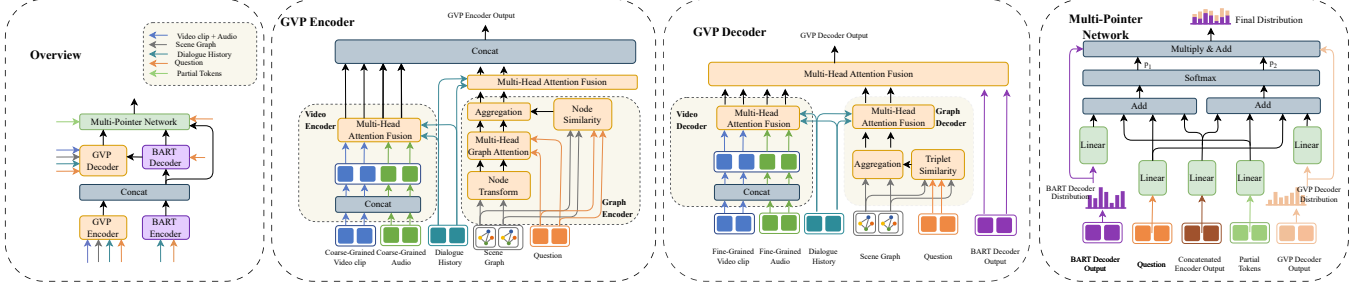 Overview
Video clip + Audio
Scene Graph
Dialogue History
Question
Partial Tokens
Multi-Pointer Network
GVP
Decoder
BART
Decoder
Concat
GVP
Encoder
BART
Encoder
GVP Encoder
GVP Encoder Output
Concat
Multi-Head Attention Fusion
Video
Encoder
Multi-Head
Attention Fusion
Aggregation
Node
Similarity
Multi-Head
Graph Attention
Node
Transform
Graph
Encoder
Concat
Coarse-Grained
Video clip
Coarse-Grained
Audio
Dialogue
History
Scene
Graph
Question
GVP Decoder
GVP Decoder Output
Multi-Head Attention Fusion
Video
Decoder
Multi-Head
Attention Fusion
Multi-Head
Attention Fusion
Graph
Decoder
Aggregation
Triplet
Similarity
Concat
Fine-Grained
Video clip
Fine-Grained
Audio
Dialogue
History
Scene Graph
Question
BART Decoder
Output
Multi-Pointer
Network
Final Distribution
Multiply & Add
P1
P2
Softmax
Add
Add
Linear
Linear
Linear
Linear
Linear
BART Decoder
Distribution
GVP Decoder
Distribution
BART Decoder
Output
Question
Concatenated
Encoder Output
Partial
Tokens
GVP Decoder Output